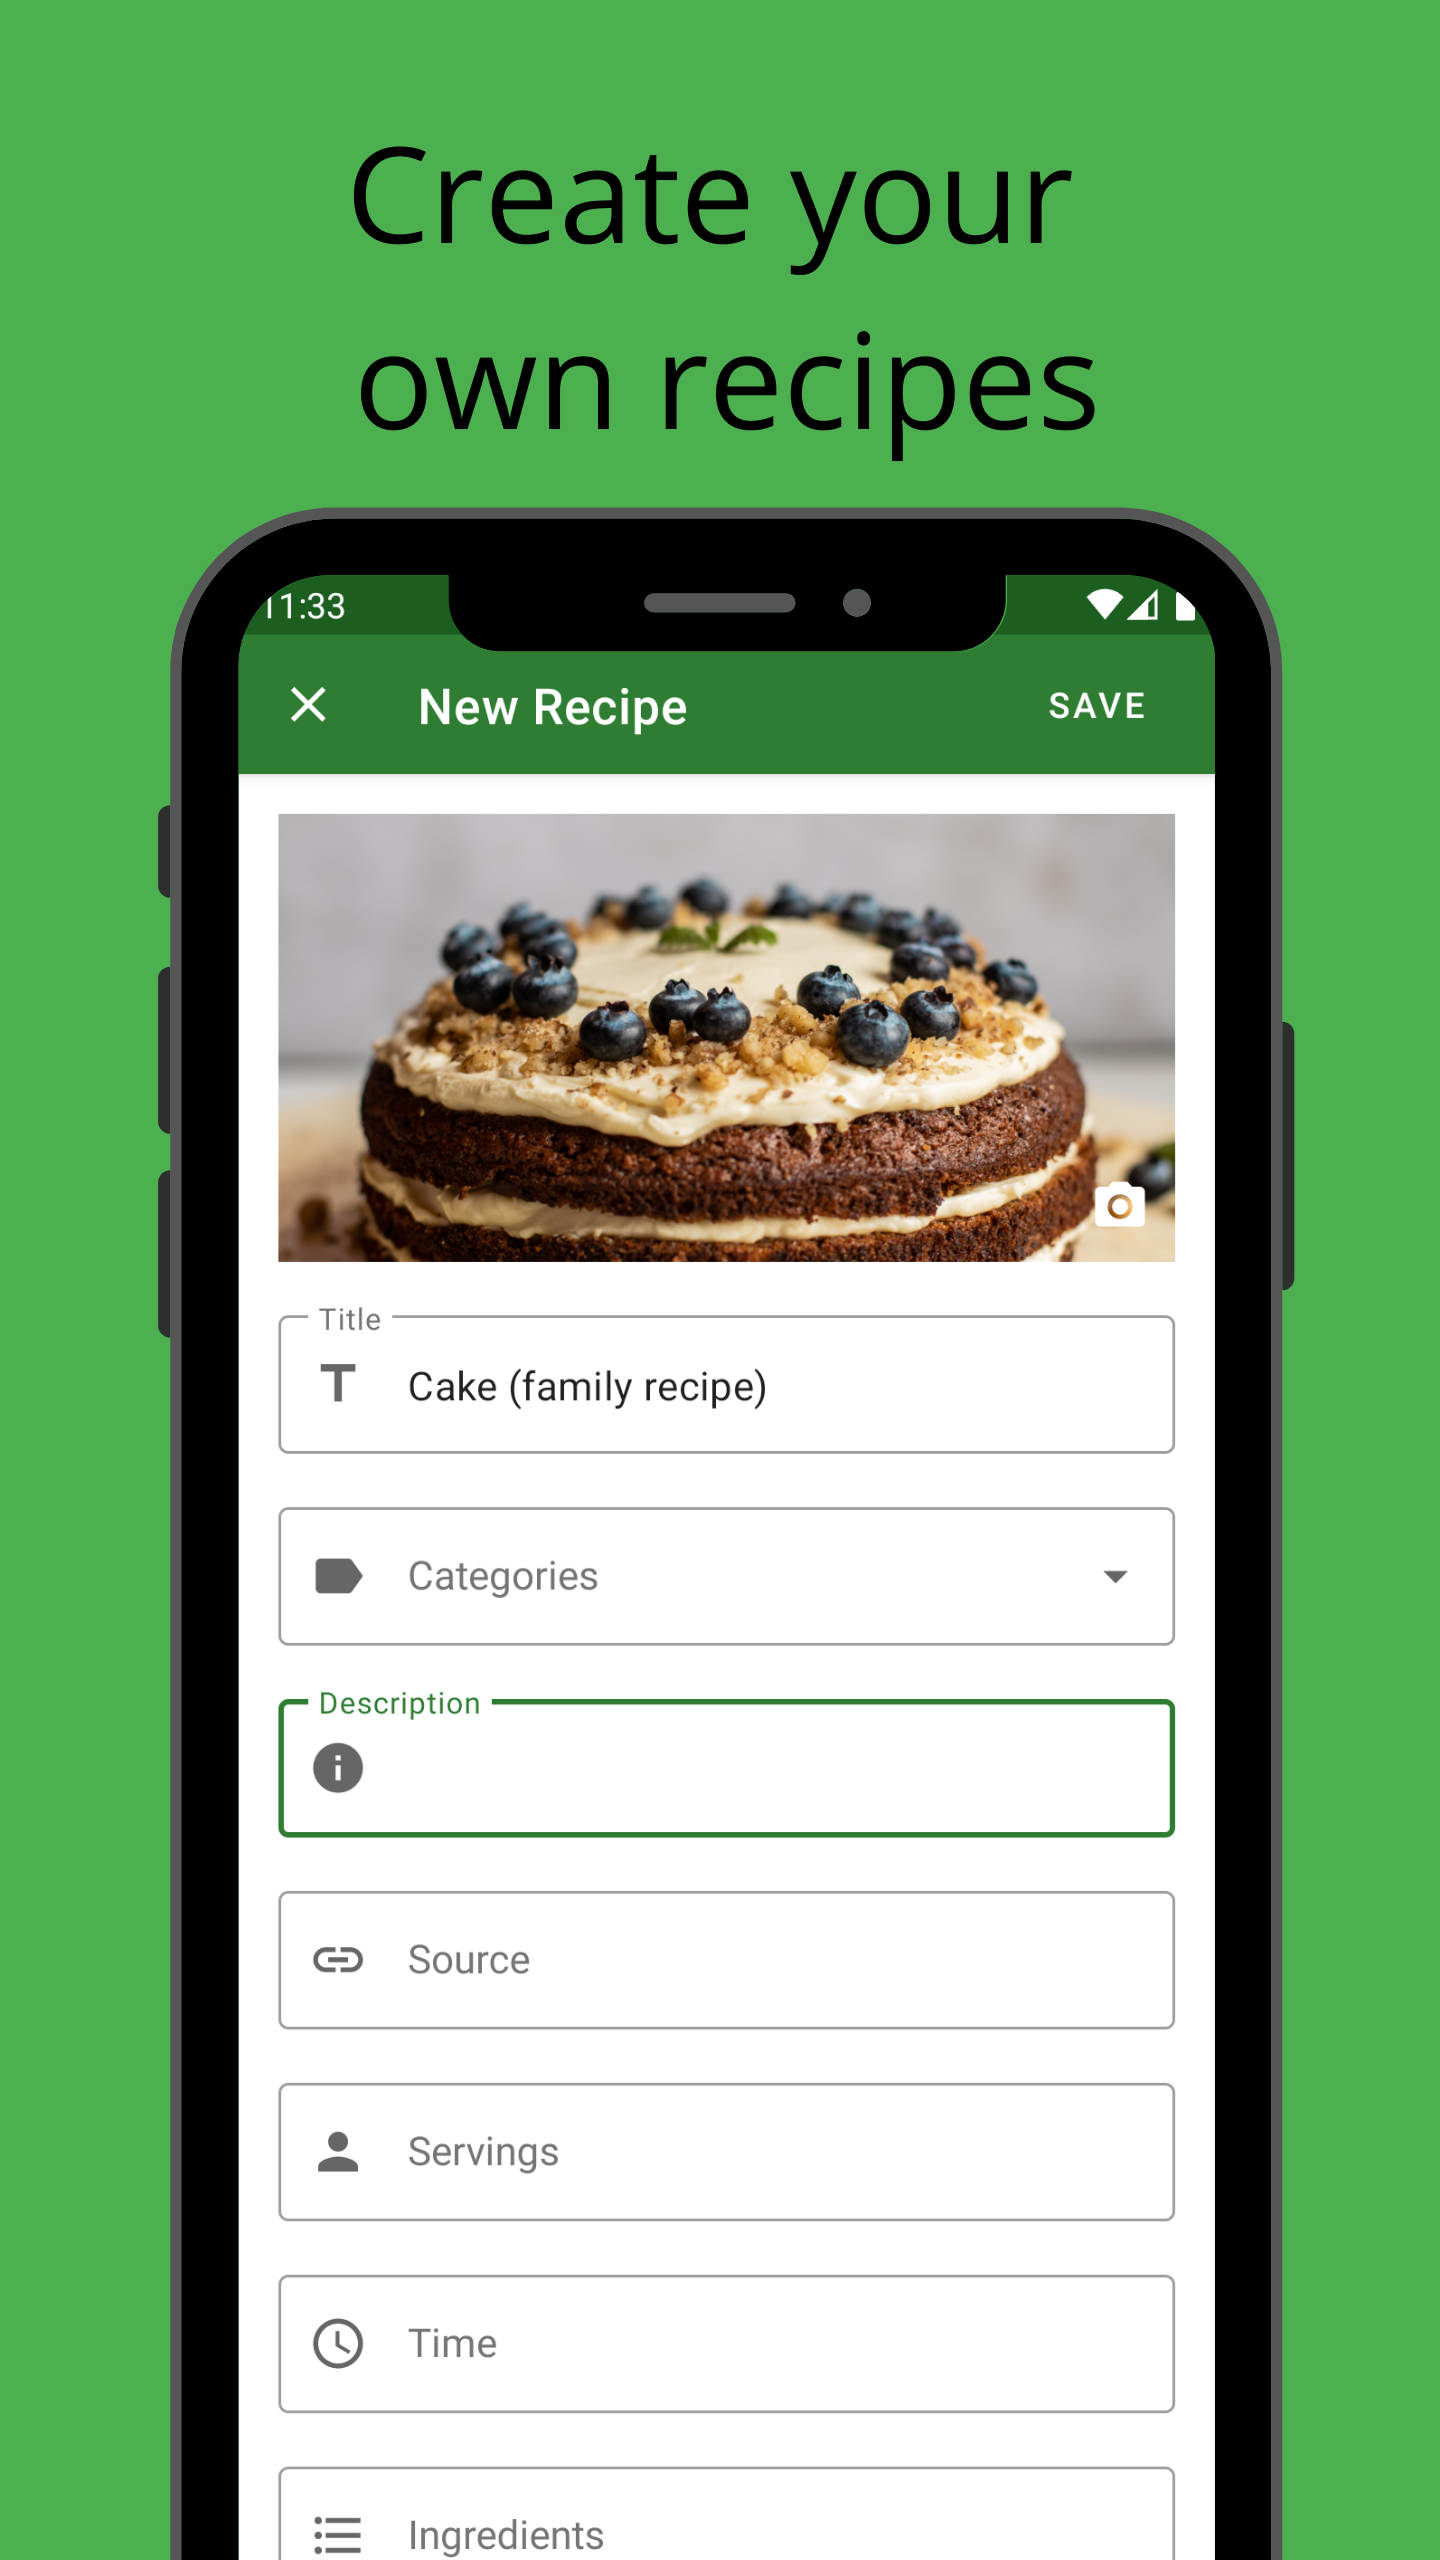 Create your
own recipes
11:33
New Recipe
SAVE
Title
Cake (family recipe)
Categories
Description
Source
Servings
Time
Ingredients